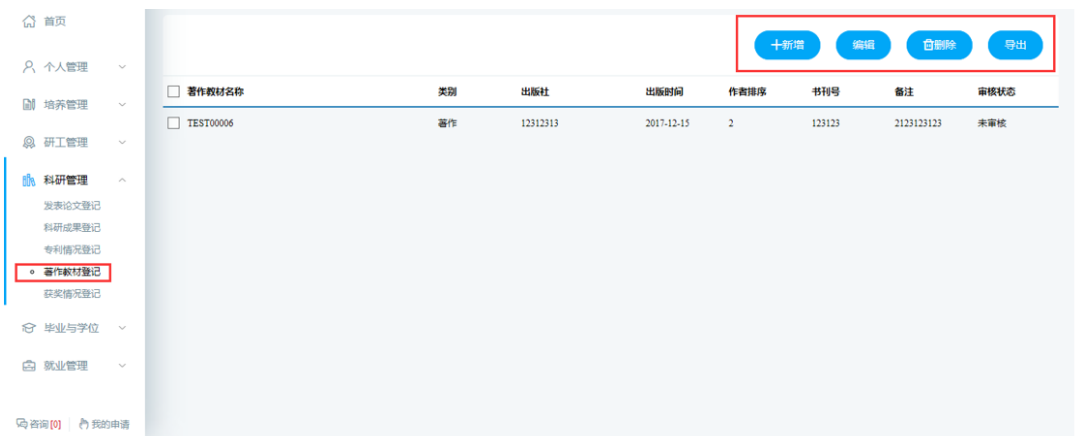 首页
个人管理
培养管理
研工管理
科研管理
发表论文登记
科研成果登记
专利情况登记
著作教材登记
获奖情况登记
毕业与学位
就业管理
咨询[0] 我的申请
+新增 编辑 删除 导出
著作教材名称 类别 出版社 出版时间 作者排序 书刊号 备注 审核状态
TEST00006 著作 12312313 2017-12-15 2 123123 2123123123 未审核